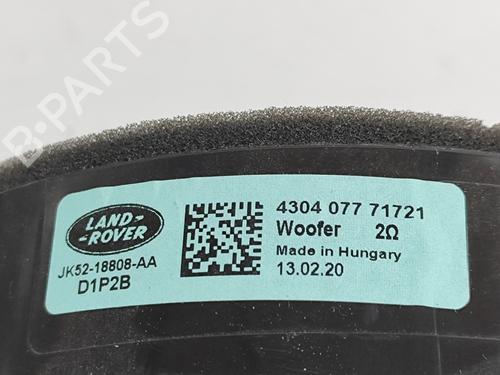 B-PARTS
LAND-
-ROVER
JK52-18808-AA
D1P2B
4304 077 71721
Woofer 2Ω
Made in Hungary
13.02.20